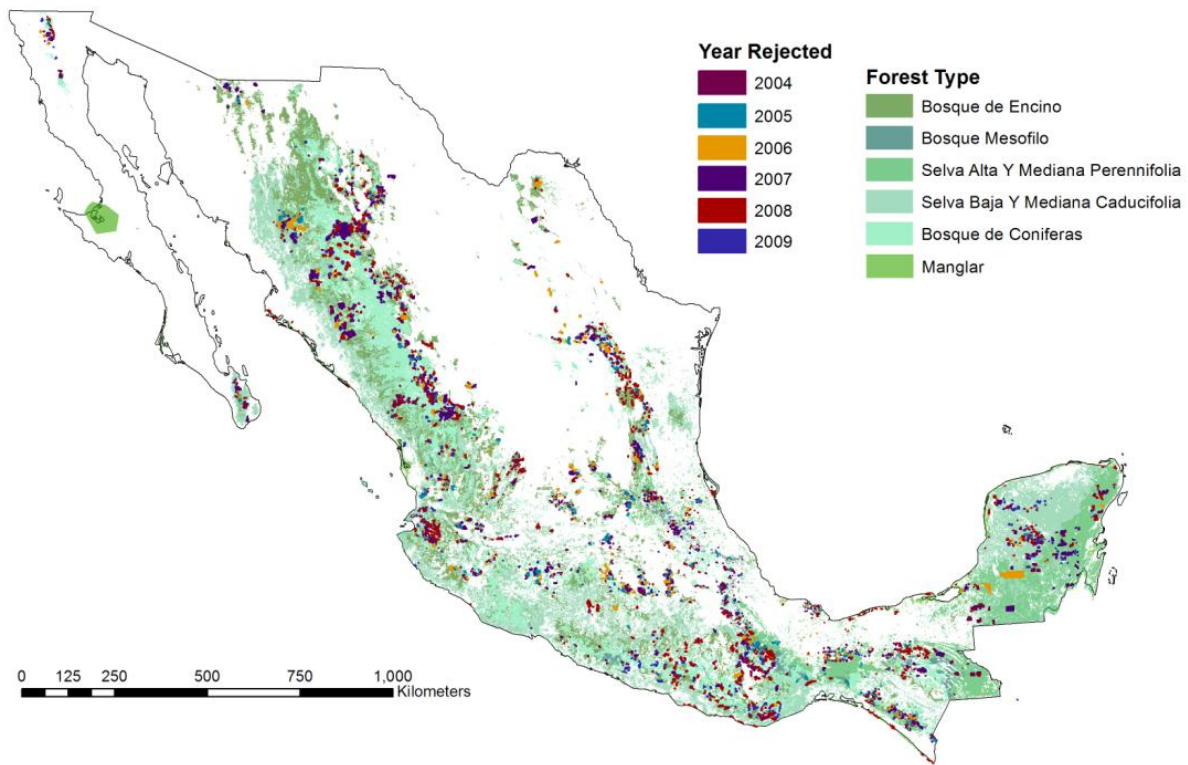 Year Rejected
2004
2005
2006
2007
2008
2009
Forest Type
Bosque de Encino
Bosque Mesofilo
Selva Alta Y Mediana Perennifolia
Selva Baja Y Mediana Caducifolia
Bosque de Coniferas
Manglar
0 125 250 500 750 1,000
Kilometers